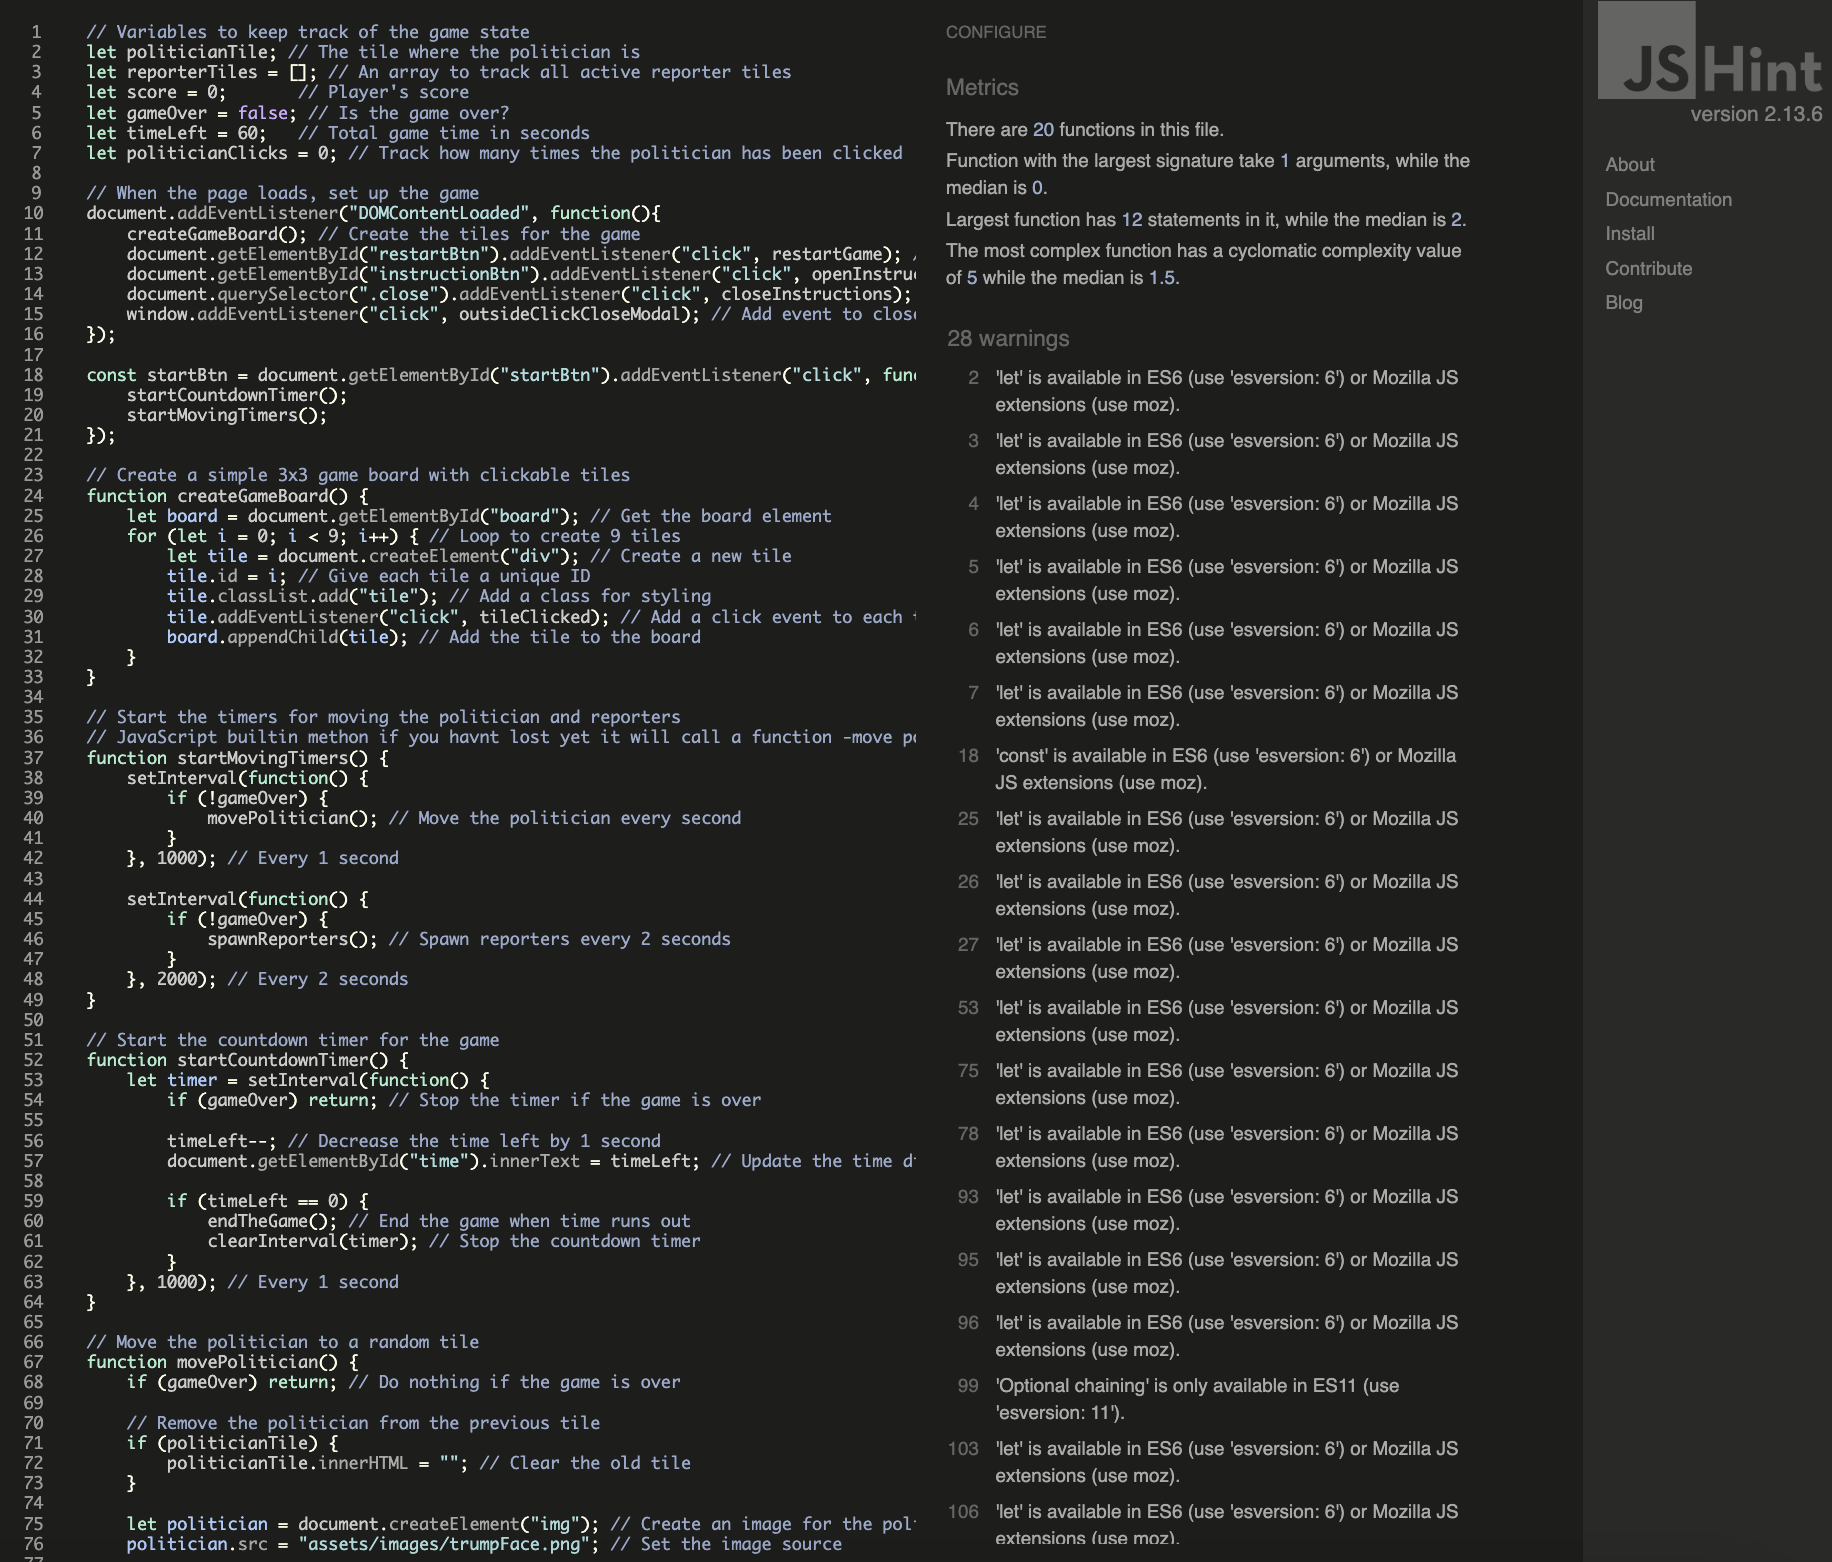 1 // Variables to keep track of the game state
2 let politicianTile; // The tile where the politician is
3 let reporterTiles = []; // An array to track all active reporter tiles
4 let score = 0;       // Player's score
5 let gameOver = false; // Is the game over?
6 let timeLeft = 60;   // Total game time in seconds
7 let politicianClicks = 0; // Track how many times the politician has been clicked
8
9 // When the page loads, set up the game
10 document.addEventListener("DOMContentLoaded", function(){
11     createGameBoard(); // Create the tiles for the game
12     document.getElementById("restartBtn").addEventListener("click", restartGame); /
13     document.getElementById("instructionBtn").addEventListener("click", openInstruc
14     document.querySelector(".close").addEventListener("click", closeInstructions);
15     window.addEventListener("click", outsideClickCloseModal); // Add event to close
16 });
17
18 const startBtn = document.getElementById("startBtn").addEventListener("click", func
19     startCountdownTimer();
20     startMovingTimers();
21 });
22
23 // Create a simple 3x3 game board with clickable tiles
24 function createGameBoard() {
25     let board = document.getElementById("board"); // Get the board element
26     for (let i = 0; i < 9; i++) { // Loop to create 9 tiles
27         let tile = document.createElement("div"); // Create a new tile
28         tile.id = i; // Give each tile a unique ID
29         tile.classList.add("tile"); // Add a class for styling
30         tile.addEventListener("click", tileClicked); // Add a click event to each t
31         board.appendChild(tile); // Add the tile to the board
32     }
33 }
34
35 // Start the timers for moving the politician and reporters
36 // JavaScript builtin methon if you havnt lost yet it will call a function -move po
37 function startMovingTimers() {
38     setInterval(function() {
39         if (!gameOver) {
40             movePolitician(); // Move the politician every second
41         }
42     }, 1000); // Every 1 second
43
44     setInterval(function() {
45         if (!gameOver) {
46             spawnReporters(); // Spawn reporters every 2 seconds
47         }
48     }, 2000); // Every 2 seconds
49 }
50
51 // Start the countdown timer for the game
52 function startCountdownTimer() {
53     let timer = setInterval(function() {
54         if (gameOver) return; // Stop the timer if the game is over
55
56         timeLeft--; // Decrease the time left by 1 second
57         document.getElementById("time").innerText = timeLeft; // Update the time di
58
59         if (timeLeft == 0) {
60             endTheGame(); // End the game when time runs out
61             clearInterval(timer); // Stop the countdown timer
62         }
63     }, 1000); // Every 1 second
64 }
65
66 // Move the politician to a random tile
67 function movePolitician() {
68     if (gameOver) return; // Do nothing if the game is over
69
70     // Remove the politician from the previous tile
71     if (politicianTile) {
72         politicianTile.innerHTML = ""; // Clear the old tile
73     }
74
75     let politician = document.createElement("img"); // Create an image for the poli
76     politician.src = "assets/images/trumpFace.png"; // Set the image source
77
CONFIGURE
Metrics
There are 20 functions in this file.
Function with the largest signature take 1 arguments, while the
median is 0.
Largest function has 12 statements in it, while the median is 2.
The most complex function has a cyclomatic complexity value
of 5 while the median is 1.5.
28 warnings
2 'let' is available in ES6 (use 'esversion: 6') or Mozilla JS
extensions (use moz).
3 'let' is available in ES6 (use 'esversion: 6') or Mozilla JS
extensions (use moz).
4 'let' is available in ES6 (use 'esversion: 6') or Mozilla JS
extensions (use moz).
5 'let' is available in ES6 (use 'esversion: 6') or Mozilla JS
extensions (use moz).
6 'let' is available in ES6 (use 'esversion: 6') or Mozilla JS
extensions (use moz).
7 'let' is available in ES6 (use 'esversion: 6') or Mozilla JS
extensions (use moz).
18 'const' is available in ES6 (use 'esversion: 6') or Mozilla
JS extensions (use moz).
25 'let' is available in ES6 (use 'esversion: 6') or Mozilla JS
extensions (use moz).
26 'let' is available in ES6 (use 'esversion: 6') or Mozilla JS
extensions (use moz).
27 'let' is available in ES6 (use 'esversion: 6') or Mozilla JS
extensions (use moz).
53 'let' is available in ES6 (use 'esversion: 6') or Mozilla JS
extensions (use moz).
75 'let' is available in ES6 (use 'esversion: 6') or Mozilla JS
extensions (use moz).
78 'let' is available in ES6 (use 'esversion: 6') or Mozilla JS
extensions (use moz).
93 'let' is available in ES6 (use 'esversion: 6') or Mozilla JS
extensions (use moz).
95 'let' is available in ES6 (use 'esversion: 6') or Mozilla JS
extensions (use moz).
96 'let' is available in ES6 (use 'esversion: 6') or Mozilla JS
extensions (use moz).
99 'Optional chaining' is only available in ES11 (use
'esversion: 11').
103 'let' is available in ES6 (use 'esversion: 6') or Mozilla JS
extensions (use moz).
106 'let' is available in ES6 (use 'esversion: 6') or Mozilla JS
extensions (use moz).
JSHint
version 2.13.6
About
Documentation
Install
Contribute
Blog